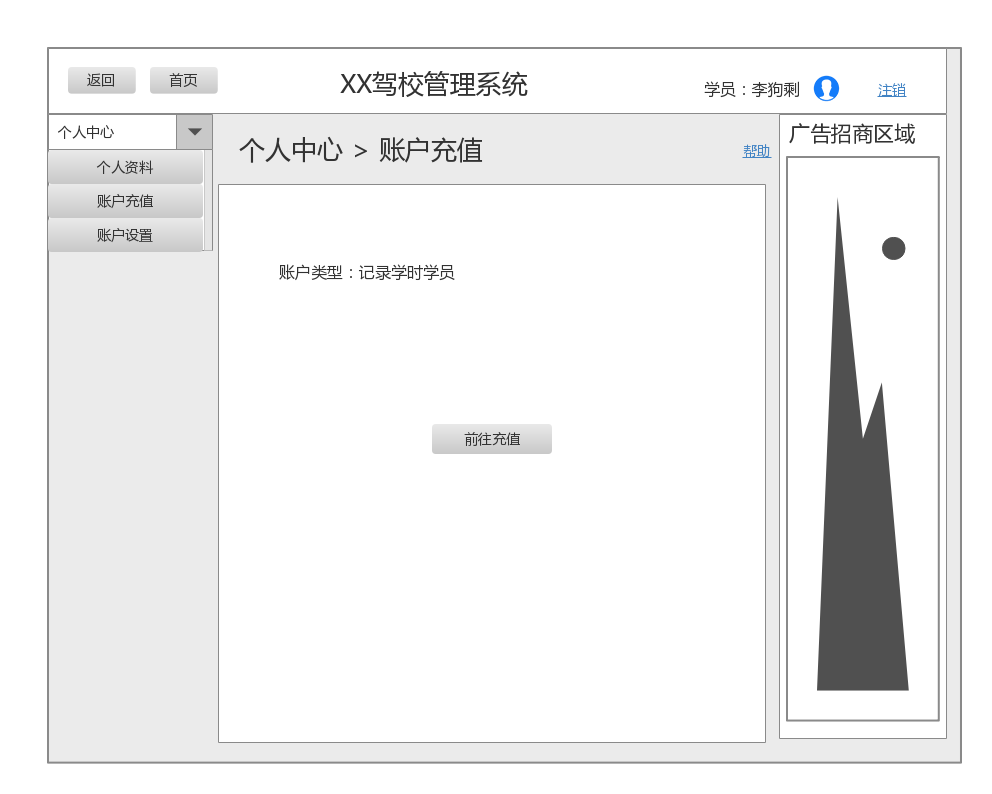 返回
首页
XX驾校管理系统
学员：李狗剩
注销
个人中心
个人资料
账户充值
账户设置
个人中心 > 账户充值
帮助
账户类型：记录学时学员
前往充值
广告招商区域